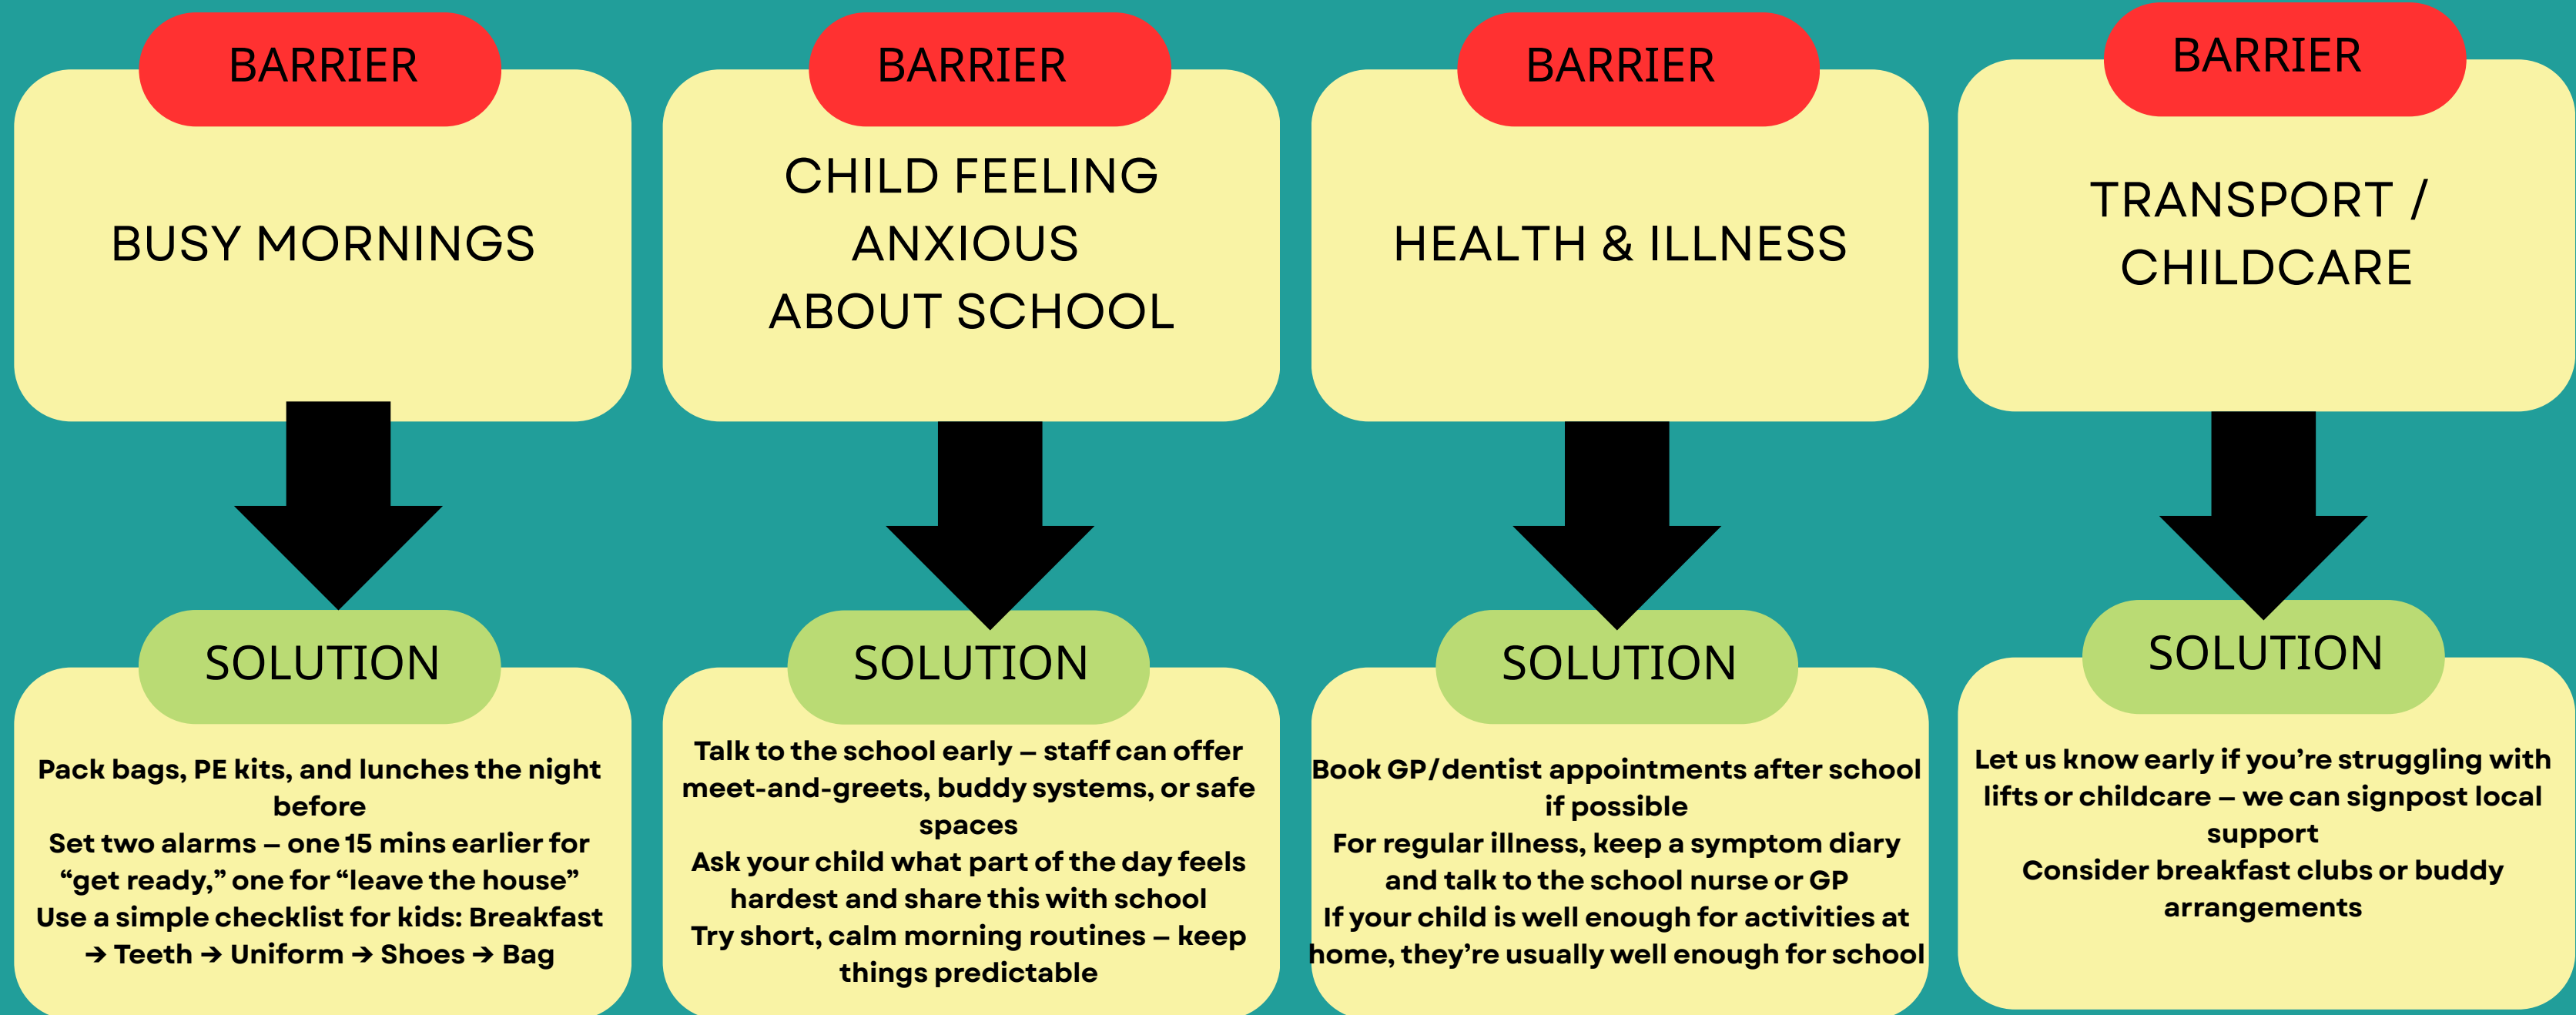 BARRIER
BUSY MORNINGS
SOLUTION
Pack bags, PE kits, and lunches the night
before
Set two alarms – one 15 mins earlier for
“get ready,” one for “leave the house”
Use a simple checklist for kids: Breakfast
→ Teeth → Uniform → Shoes → Bag
BARRIER
CHILD FEELING
ANXIOUS
ABOUT SCHOOL
SOLUTION
Talk to the school early – staff can offer
meet-and-greets, buddy systems, or safe
spaces
Ask your child what part of the day feels
hardest and share this with school
Try short, calm morning routines – keep
things predictable
BARRIER
HEALTH & ILLNESS
SOLUTION
Book GP/dentist appointments after school
if possible
For regular illness, keep a symptom diary
and talk to the school nurse or GP
If your child is well enough for activities at
home, they’re usually well enough for school
BARRIER
TRANSPORT /
CHILDCARE
SOLUTION
Let us know early if you’re struggling with
lifts or childcare – we can signpost local
support
Consider breakfast clubs or buddy
arrangements